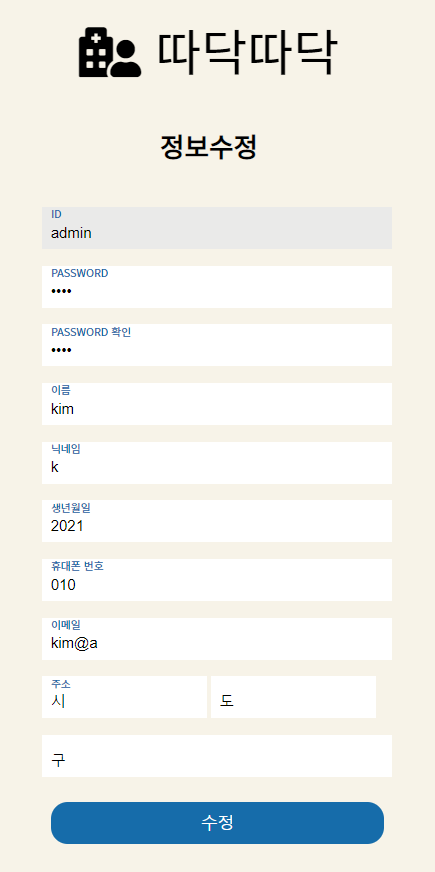 따닥따닥
정보수정
ID
admin
PASSWORD
••••
PASSWORD 확인
••••
이름
kim
닉네임
k
생년월일
2021
휴대폰 번호
010
이메일
kim@a
주소
시 도
구
수정